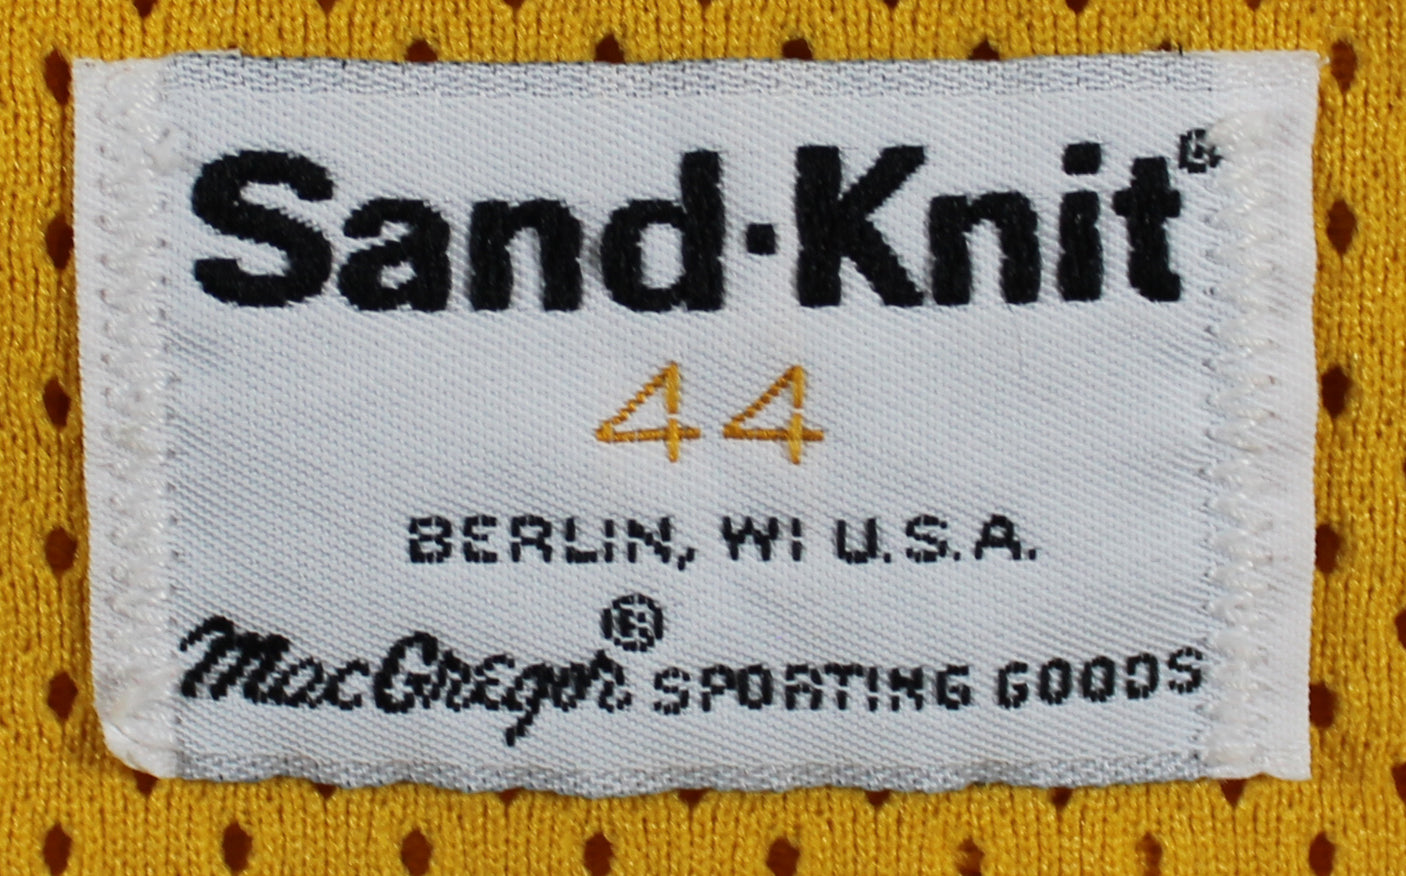 Sand·Knit®
44
BERLIN, WI U.S.A.
MacGregor® SPORTING GOODS